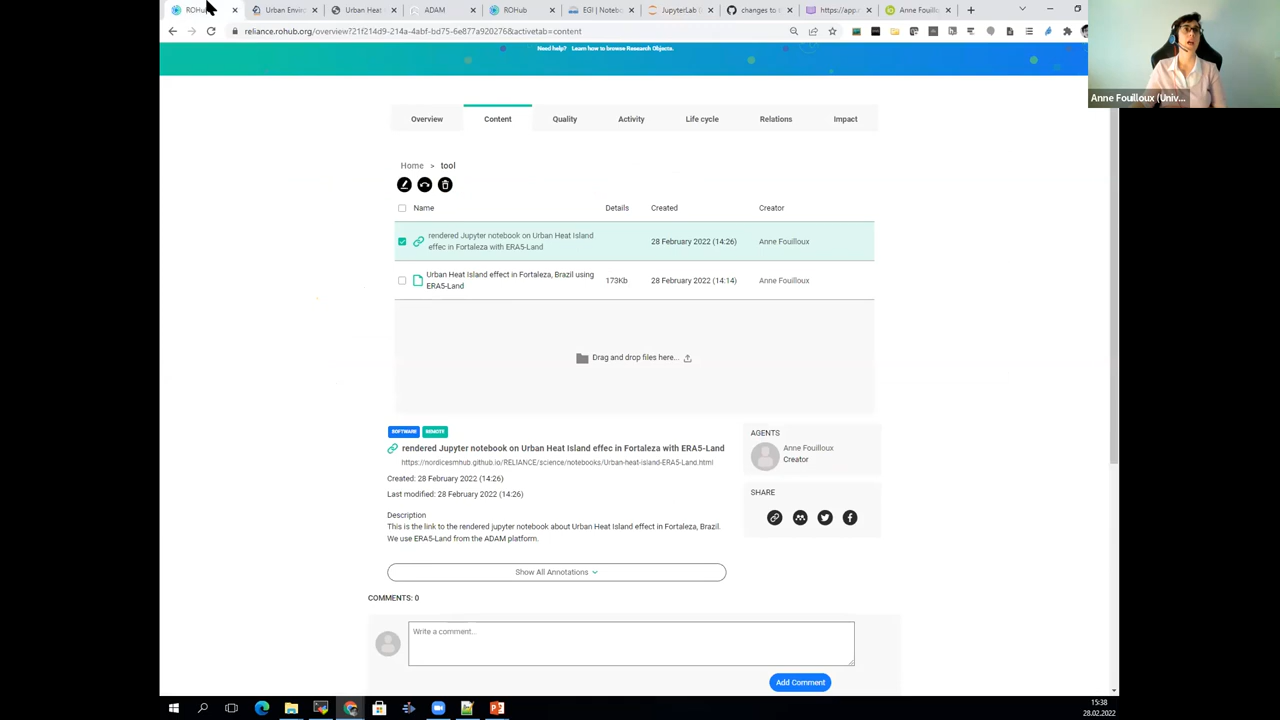 ROHub
Urban Enviro
Urban Heat I
ADAM
ROHub
EGI | Notebo
JupyterLab D
changes to s
https://app.r
Anne Fouillou
reliance.rohub.org/overview?21f214d9-214a-4abf-bd75-6e877a920276&activetab=content
Need help? Learn how to browse Research Objects.
Anne Fouilloux (Univ...
Overview
Content
Quality
Activity
Life cycle
Relations
Impact
Home > tool
Name
Details
Created
Creator
rendered Jupyter notebook on Urban Heat Island
effec in Fortaleza with ERA5-Land
28 February 2022 (14:26)
Anne Fouilloux
Urban Heat Island effect in Fortaleza, Brazil using
ERA5-Land
173Kb
28 February 2022 (14:14)
Anne Fouilloux
Drag and drop files here...
SOFTWARE
REMOTE
rendered Jupyter notebook on Urban Heat Island effec in Fortaleza with ERA5-Land
https://nordicesmhub.github.io/RELIANCE/science/notebooks/Urban-heat-island-ERA5-Land.html
Created: 28 February 2022 (14:26)
Last modified: 28 February 2022 (14:26)
Description
This is the link to the rendered jupyter notebook about Urban Heat Island effect in Fortaleza, Brazil.
We use ERA5-Land from the ADAM platform.
AGENTS
Anne Fouilloux
Creator
SHARE
Show All Annotations
COMMENTS: 0
Write a comment...
Add Comment
15:38
28.02.2022